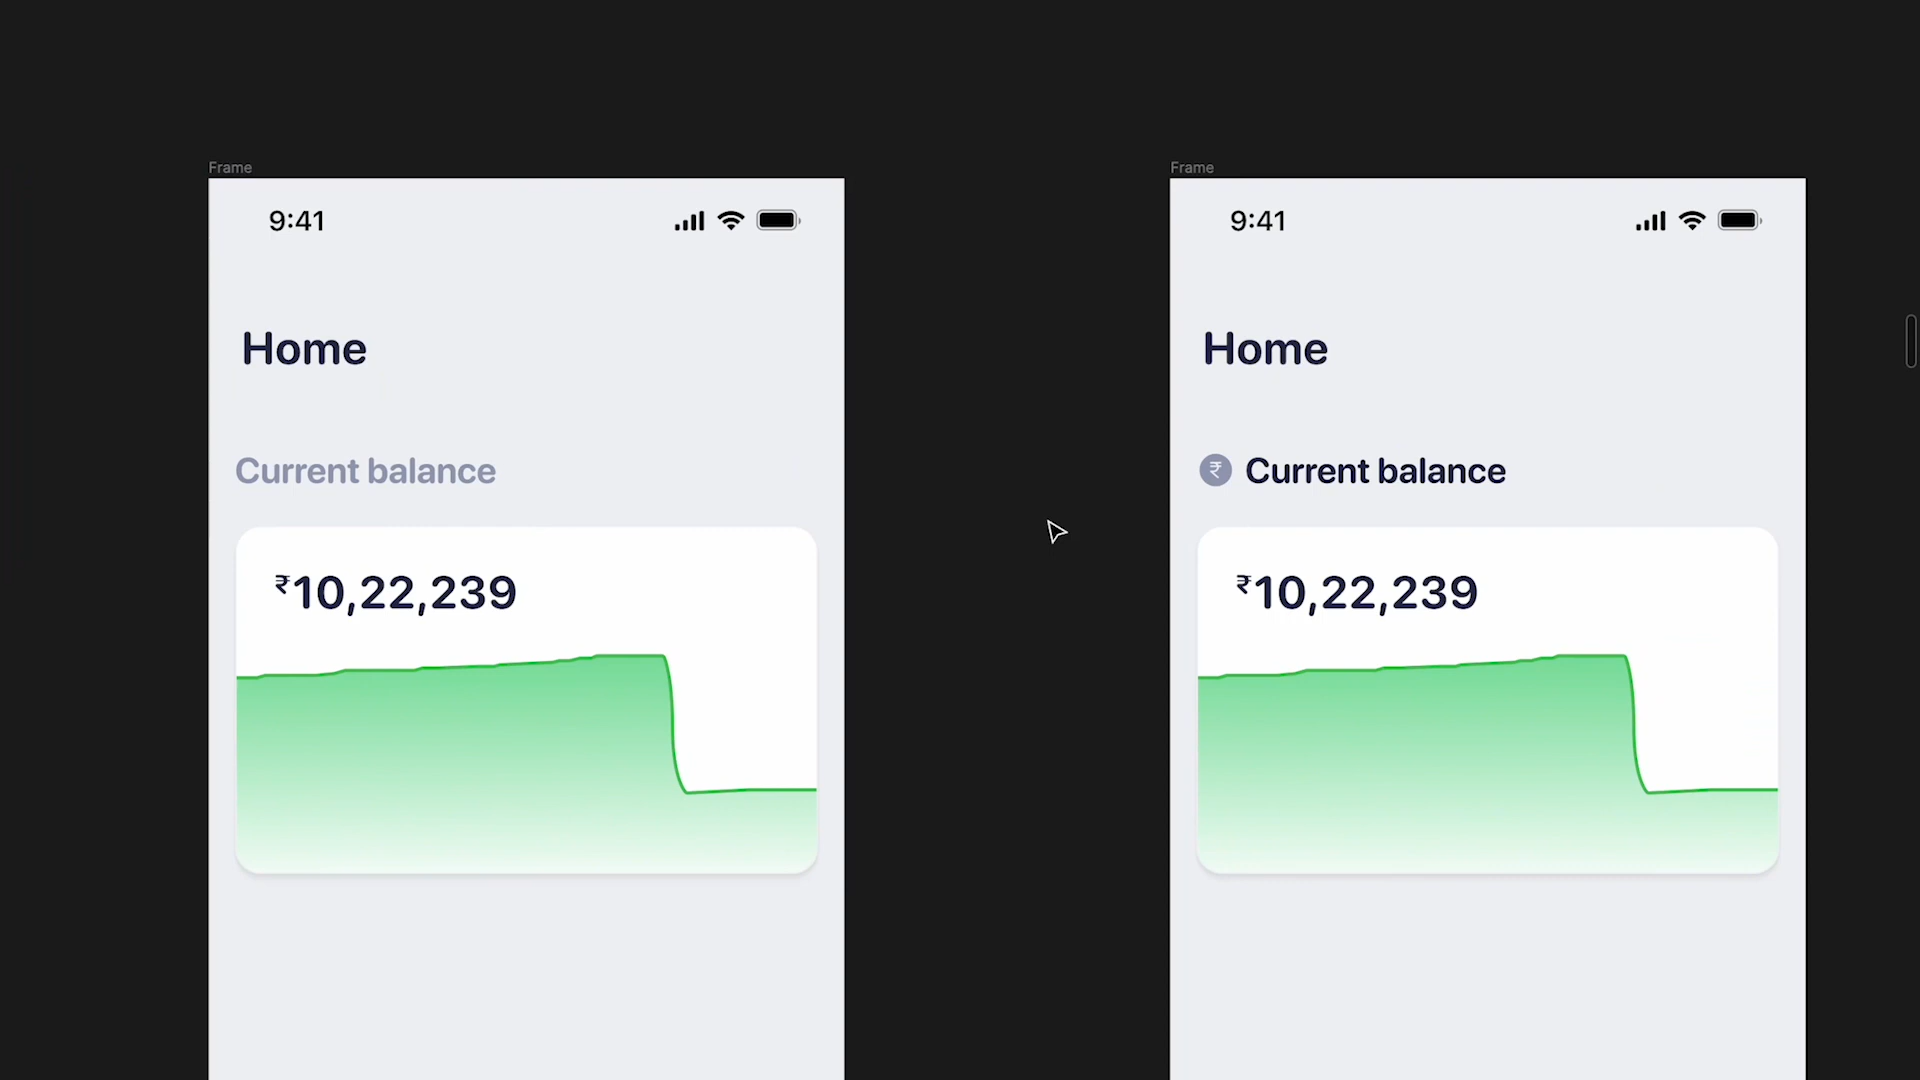 Frame
9:41
Home
Current balance
₹10,22,239
Frame
9:41
Home
₹ Current balance
₹10,22,239